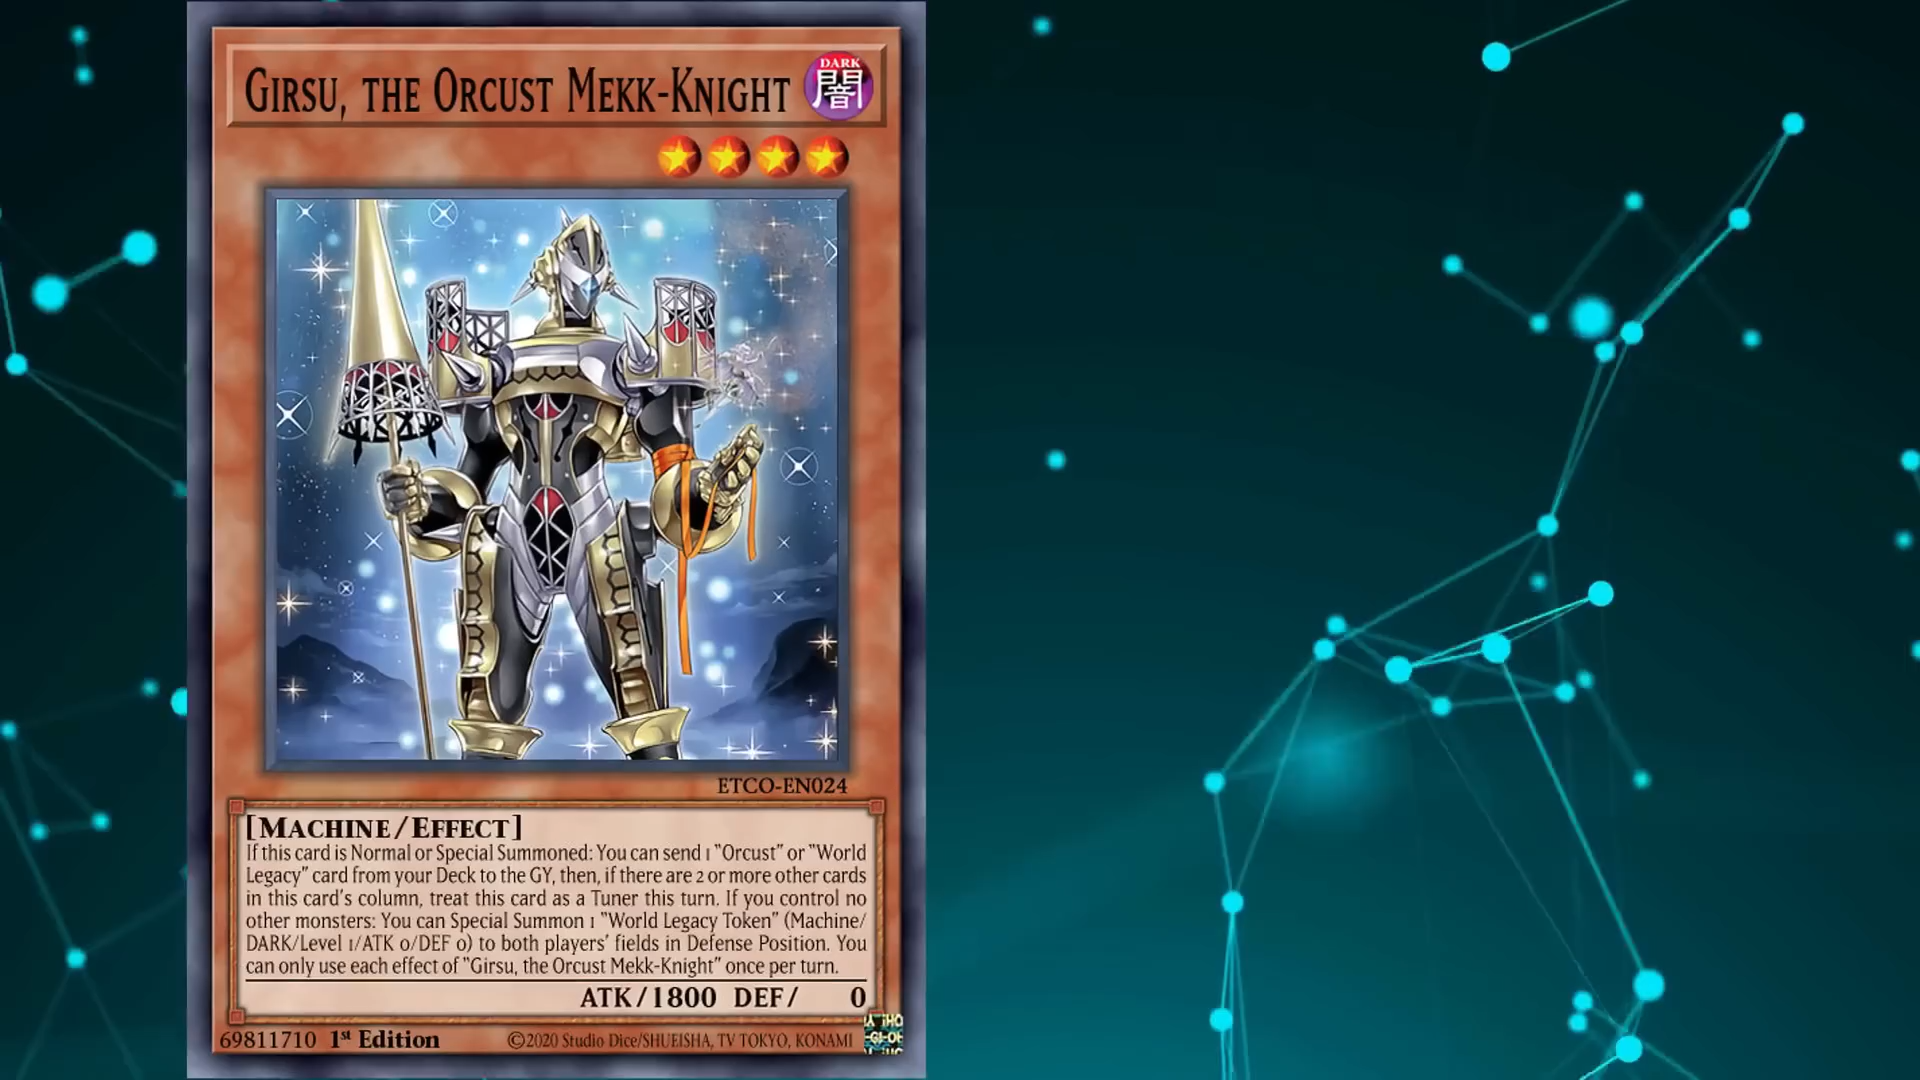 GIRSU, THE ORCUST MEKK-KNIGHT
DARK
闇
ETCO-EN024
[MACHINE/EFFECT]
If this card is Normal or Special Summoned: You can send 1 "Orcust" or "World
Legacy" card from your Deck to the GY, then, if there are 2 or more other cards
in this card's column, treat this card as a Tuner this turn. If you control no
other monsters: You can Special Summon 1 "World Legacy Token" (Machine/
DARK/Level 1/ATK 0/DEF 0) to both players' fields in Defense Position. You
can only use each effect of "Girsu, the Orcust Mekk-Knight" once per turn.
ATK/1800 DEF/ 0
69811710 1st Edition ©2020 Studio Dice/SHUEISHA, TV TOKYO, KONAMI